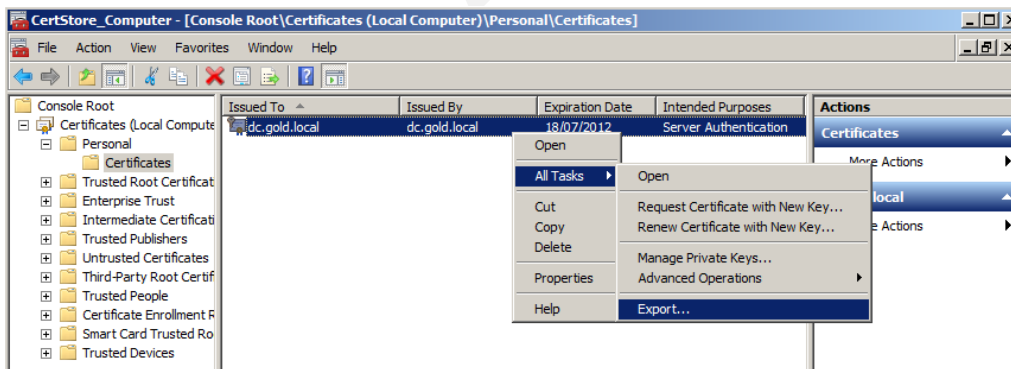 CertStore_Computer - [Console Root\Certificates (Local Computer)\Personal\Certificates]
File Action View Favorites Window Help
Console Root
Certificates (Local Compute
Personal
Certificates
Trusted Root Certificat
Enterprise Trust
Intermediate Certificati
Trusted Publishers
Untrusted Certificates
Third-Party Root Certif
Trusted People
Certificate Enrollment R
Smart Card Trusted Ro
Trusted Devices
Issued To Issued By Expiration Date Intended Purposes
dc.gold.local dc.gold.local 18/07/2012 Server Authentication
Open
All Tasks
Cut
Copy
Delete
Properties
Help
Open
Request Certificate with New Key...
Renew Certificate with New Key...
Manage Private Keys...
Advanced Operations
Export...
Actions
Certificates
More Actions
local
e Actions